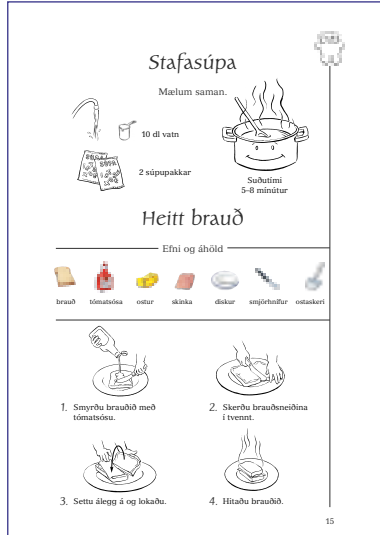 Stafasúpa
Mælum saman.
10 dl vatn
2 súpupakkar
Suðutími
5–8 mínútur
Heitt brauð
Efni og áhöld
brauð tómatsósa ostur skinka diskur smjörhnífur ostaskeri
1. Smyrðu brauðið með
tómatsósu.
2. Skerðu brauðsneiðina
í tvennt.
3. Settu álegg á og lokaðu.
4. Hitaðu brauðið.
15